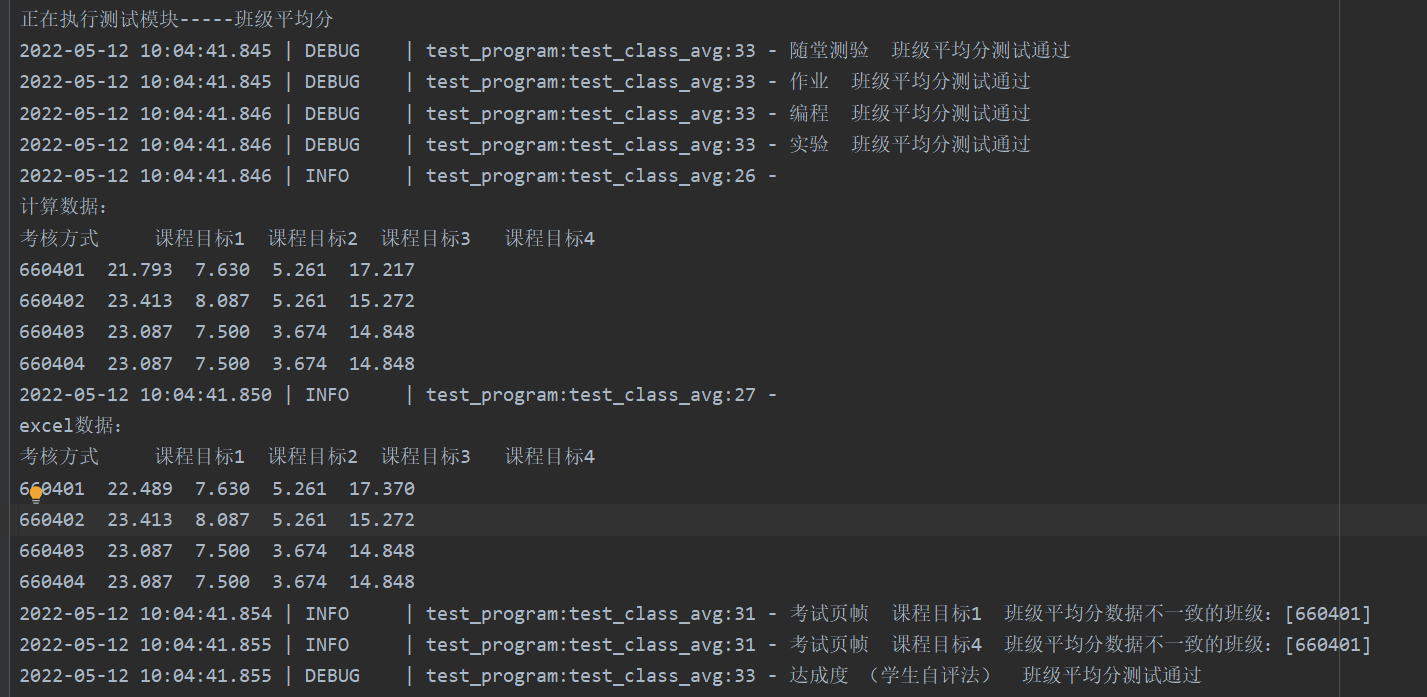 正在执行测试模块-----班级平均分
2022-05-12 10:04:41.845 | DEBUG    | test_program:test_class_avg:33 - 随堂测验  班级平均分测试通过
2022-05-12 10:04:41.845 | DEBUG    | test_program:test_class_avg:33 - 作业  班级平均分测试通过
2022-05-12 10:04:41.846 | DEBUG    | test_program:test_class_avg:33 - 编程  班级平均分测试通过
2022-05-12 10:04:41.846 | DEBUG    | test_program:test_class_avg:33 - 实验  班级平均分测试通过
2022-05-12 10:04:41.846 | INFO     | test_program:test_class_avg:26 -
计算数据:
考核方式     课程目标1  课程目标2  课程目标3   课程目标4
660401  21.793  7.630  5.261  17.217
660402  23.413  8.087  5.261  15.272
660403  23.087  7.500  3.674  14.848
660404  23.087  7.500  3.674  14.848
2022-05-12 10:04:41.850 | INFO     | test_program:test_class_avg:27 -
excel数据:
考核方式     课程目标1  课程目标2  课程目标3   课程目标4
660401  22.489  7.630  5.261  17.370
660402  23.413  8.087  5.261  15.272
660403  23.087  7.500  3.674  14.848
660404  23.087  7.500  3.674  14.848
2022-05-12 10:04:41.854 | INFO     | test_program:test_class_avg:31 - 考试页帧  课程目标1  班级平均分数据不一致的班级: [660401]
2022-05-12 10:04:41.855 | INFO     | test_program:test_class_avg:31 - 考试页帧  课程目标4  班级平均分数据不一致的班级: [660401]
2022-05-12 10:04:41.855 | DEBUG    | test_program:test_class_avg:33 - 达成度 （学生自评法）  班级平均分测试通过